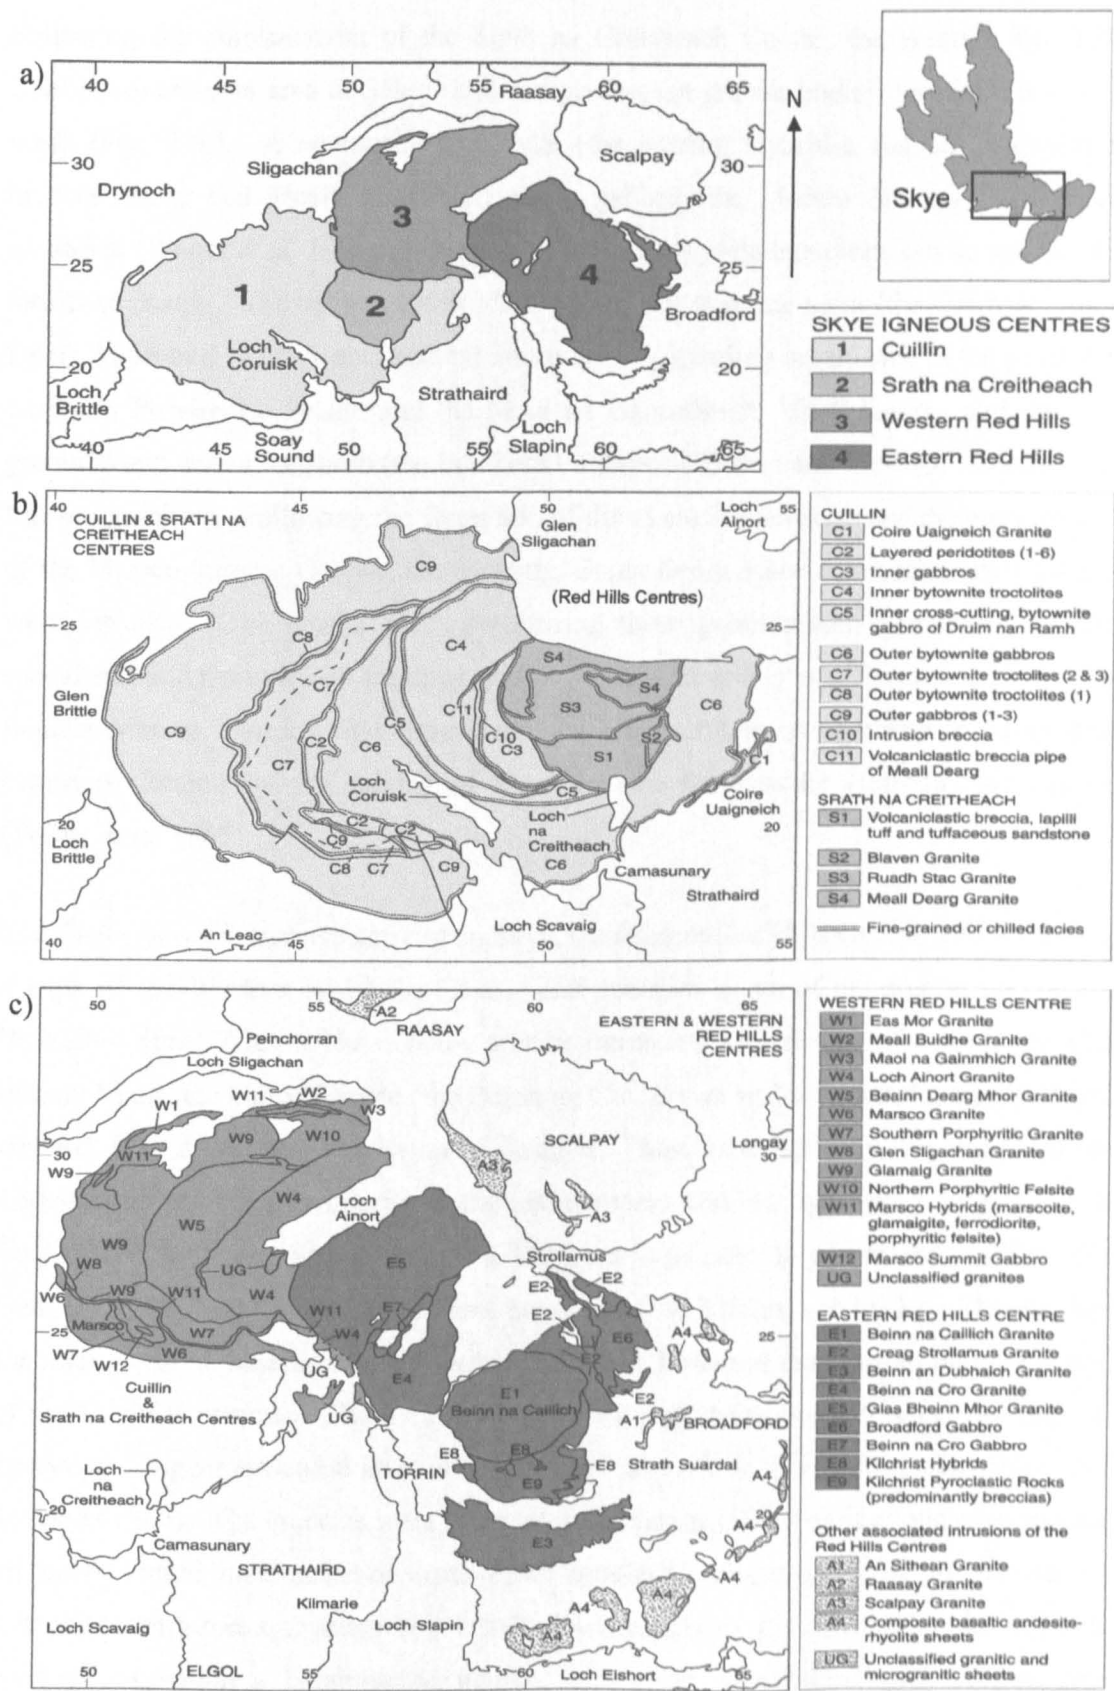 a)
40
45
50
55
60
65
Raasay
N
30
Sligachan
Scalpay
30
Drynoch
3
Skye
25
1
2
4
25
Broadford
Loch
Coruisk
20
20
Loch
Brittle
Strathaird
Soay
Sound
Loch
Slapin
40
45
50
55
60
65
SKYE IGNEOUS CENTRES
1 Cuillin
2 Srath na Creitheach
3 Western Red Hills
4 Eastern Red Hills
b)
40
45
50
55
CUILLIN & SRATH NA
CREITHEACH
CENTRES
Glen
Sligachan
Loch
Ainort
C9
(Red Hills Centres)
25
25
C8
C4
S4
Glen
Brittle
C7
S4
C9
C11
S3
C6
C5
C10
C3
C2
C6
S2
C7
S1
C1
Loch
Coruisk
C5
Coire
Uaigneich
20
20
Loch
Brittle
C2
C2
Loch
na
Creitheach
C9
C8
C7
C9
C6
Camasunary
Strathaird
An Leac
Loch Scavaig
40
45
50
55
CUILLIN
C1 Coire Uaigneich Granite
C2 Layered peridotites (1-6)
C3 Inner gabbros
C4 Inner bytownite troctolites
C5 Inner cross-cutting, bytownite
gabbro of Druim nan Ramh
C6 Outer bytownite gabbros
C7 Outer bytownite troctolites (2 & 3)
C8 Outer bytownite troctolites (1)
C9 Outer gabbros (1-3)
C10 Intrusion breccia
C11 Volcaniclastic breccia pipe
of Meall Dearg
SRATH NA CREITHEACH
S1 Volcaniclastic breccia, lapilli
tuff and tuffaceous sandstone
S2 Blaven Granite
S3 Ruadh Stac Granite
S4 Meall Dearg Granite
Fine-grained or chilled facies
c)
50
55
60
65
A2
RAASAY
EASTERN & WESTERN
RED HILLS
CENTRES
Peinchorran
Loch Sligachan
W11
W2
W1
W3
W9
W10
SCALPAY
Longay
30
30
W11
A3
W9
W4
Loch
Ainort
A3
W5
W9
Strollamus
E5
W8
UG
E2
E2
W6
W9
W11
W4
E7
E2
W11
E6
A4
25
25
Marsco
W7
W4
W7
W12
W6
E2
UG
E4
E1
E2
Cuillin
&
Srath na Creitheach Centres
UG
Beinn na Caillich
A1
BROADFORD
E8
E8
E8
Strath Suardal
Loch
na
Creitheach
TORRIN
E9
A4
20
20
A4
Camasunary
E3
STRATHAIRD
A4
Kilmarie
A4
A4
Loch Scavaig
Loch Slapin
A4
Loch Eishort
50
ELGOL
55
60
65
WESTERN RED HILLS CENTRE
W1 Eas Mor Granite
W2 Meall Buidhe Granite
W3 Maol na Gainmhich Granite
W4 Loch Ainort Granite
W5 Beainn Dearg Mhor Granite
W6 Marsco Granite
W7 Southern Porphyritic Granite
W8 Glen Sligachan Granite
W9 Glamaig Granite
W10 Northern Porphyritic Felsite
W11 Marsco Hybrids (marscoite,
glamaigite, ferrodiorite,
porphyritic felsite)
W12 Marsco Summit Gabbro
UG Unclassified granites
EASTERN RED HILLS CENTRE
E1 Beinn na Caillich Granite
E2 Creag Strollamus Granite
E3 Beinn an Dubhaich Granite
E4 Beinn na Cro Granite
E5 Glas Bheinn Mhor Granite
E6 Broadford Gabbro
E7 Beinn na Cro Gabbro
E8 Kilchrist Hybrids
E9 Kilchrist Pyroclastic Rocks
(predominantly breccias)
Other associated intrusions of the
Red Hills Centres
A1 An Sithean Granite
A2 Raasay Granite
A3 Scalpay Granite
A4 Composite basaltic andesite-
rhyolite sheets
UG Unclassified granitic and
microgranitic sheets